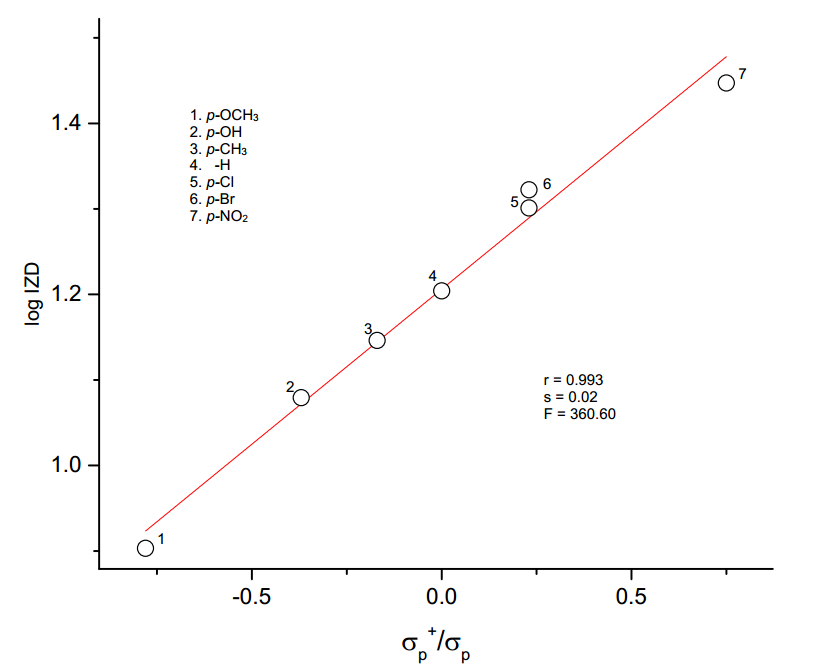 1. p-OCH₃
2. p-OH
3. p-CH₃
4. -H
5. p-Cl
6. p-Br
7. p-NO₂
1.4
1.2
1.0
log IZD
7
6
5
4
3
2
1
r = 0.993
s = 0.02
F = 360.60
-0.5 0.0 0.5
σp⁺/σp